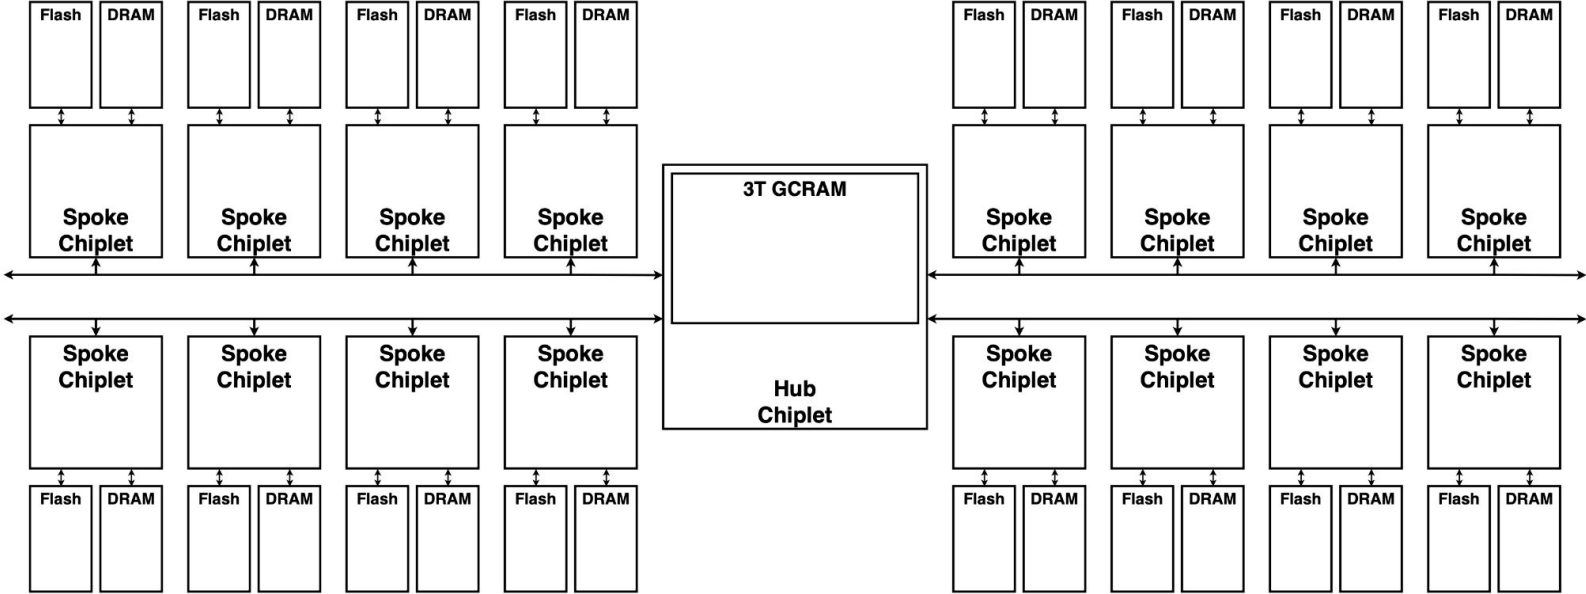 Flash DRAM Flash DRAM Flash DRAM Flash DRAM Flash DRAM Flash DRAM Flash DRAM Flash DRAM
3T GCRAM
Spoke Spoke Spoke Spoke Spoke Spoke Spoke Spoke
Chiplet Chiplet Chiplet Chiplet Chiplet Chiplet Chiplet Chiplet
Spoke Spoke Spoke Spoke Spoke Spoke Spoke Spoke
Chiplet Chiplet Chiplet Chiplet Chiplet Chiplet Chiplet Chiplet
Hub
Chiplet
Flash DRAM Flash DRAM Flash DRAM Flash DRAM Flash DRAM Flash DRAM Flash DRAM Flash DRAM